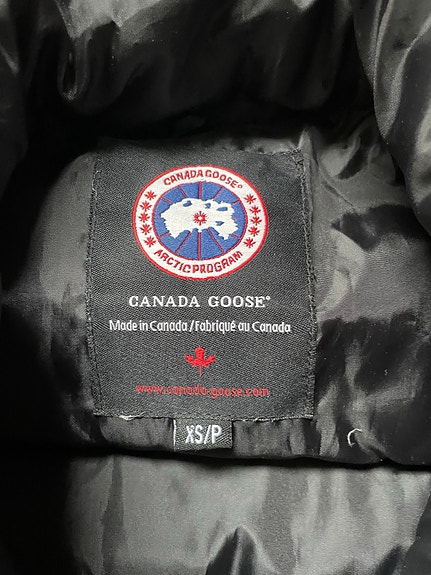 CANADA GOOSE®
ARCTIC PROGRAM
CANADA GOOSE®
Made in Canada / Fabriqué au Canada
www.canada-goose.com
XS/P